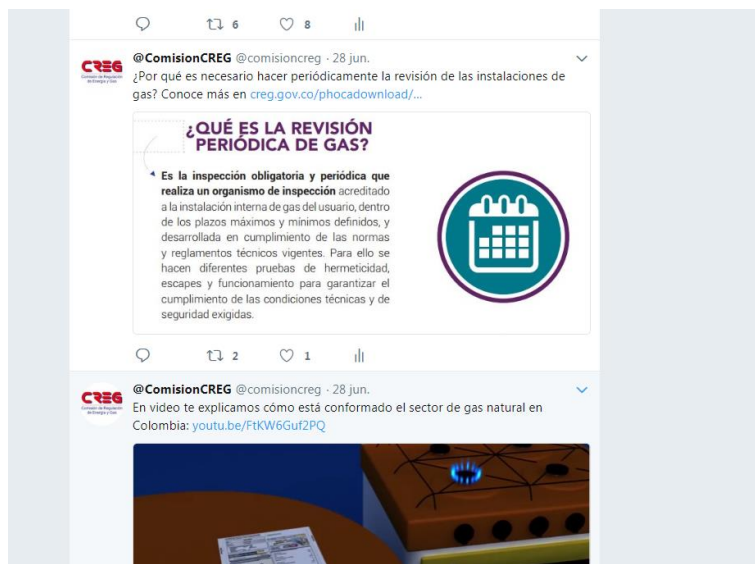 6 8
@ComisionCREG @comisioncreg · 28 jun.
¿Por qué es necesario hacer periódicamente la revisión de las instalaciones de
gas? Conoce más en creg.gov.co/phocadownload/...
CREG
Comisión de Regulación
de Energía y Gas
¿QUÉ ES LA REVISIÓN
PERIÓDICA DE GAS?
Es la inspección obligatoria y periódica que
realiza un organismo de inspección acreditado
a la instalación interna de gas del usuario, dentro
de los plazos máximos y mínimos definidos, y
desarrollada en cumplimiento de las normas
y reglamentos técnicos vigentes. Para ello se
hacen diferentes pruebas de hermeticidad,
escapes y funcionamiento para garantizar el
cumplimiento de las condiciones técnicas y de
seguridad exigidas.
2 1
@ComisionCREG @comisioncreg · 28 jun.
En video te explicamos cómo está conformado el sector de gas natural en
Colombia: youtu.be/FtKW6Guf2PQ
CREG
Comisión de Regulación
de Energía y Gas